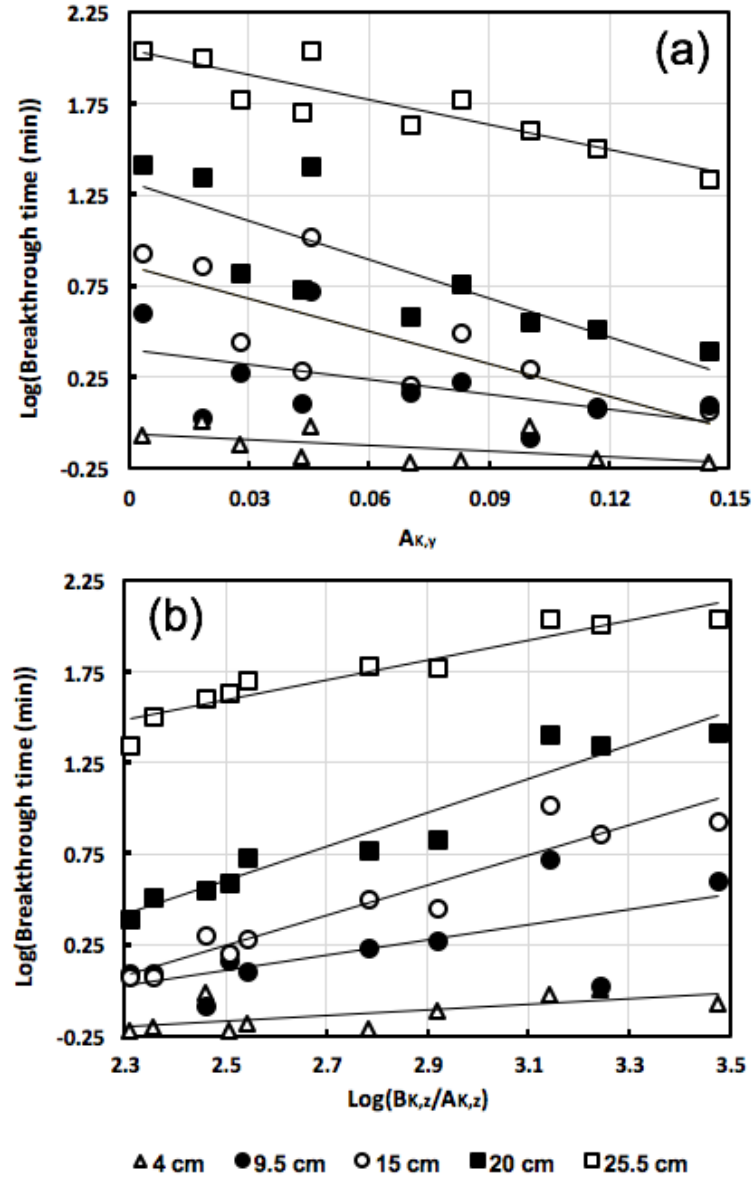 (a)
Log(Breakthrough time (min))
2.25
1.75
1.25
0.75
0.25
-0.25
0 0.03 0.06 0.09 0.12 0.15
AK,y
(b)
Log(Breakthrough time (min))
2.25
1.75
1.25
0.75
0.25
-0.25
2.3 2.5 2.7 2.9 3.1 3.3 3.5
Log(BK,z/AK,z)
4 cm 9.5 cm 15 cm 20 cm 25.5 cm